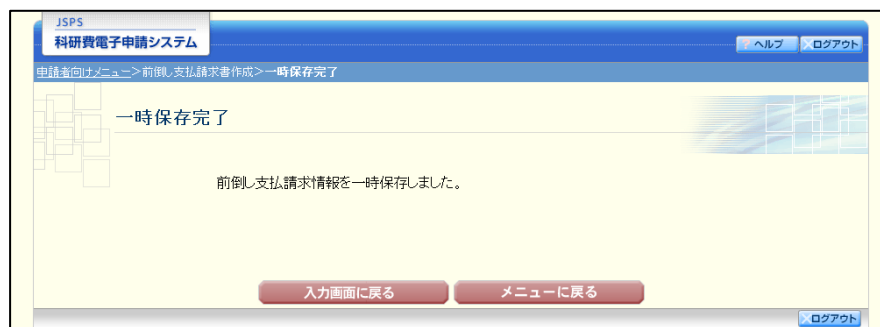 JSPS
科研費電子申請システム
? ヘルプ ×ログアウト
申請者向けメニュー>前倒し支払請求書作成>一時保存完了
一時保存完了
前倒し支払請求情報を一時保存しました。
入力画面に戻る メニューに戻る
×ログアウト